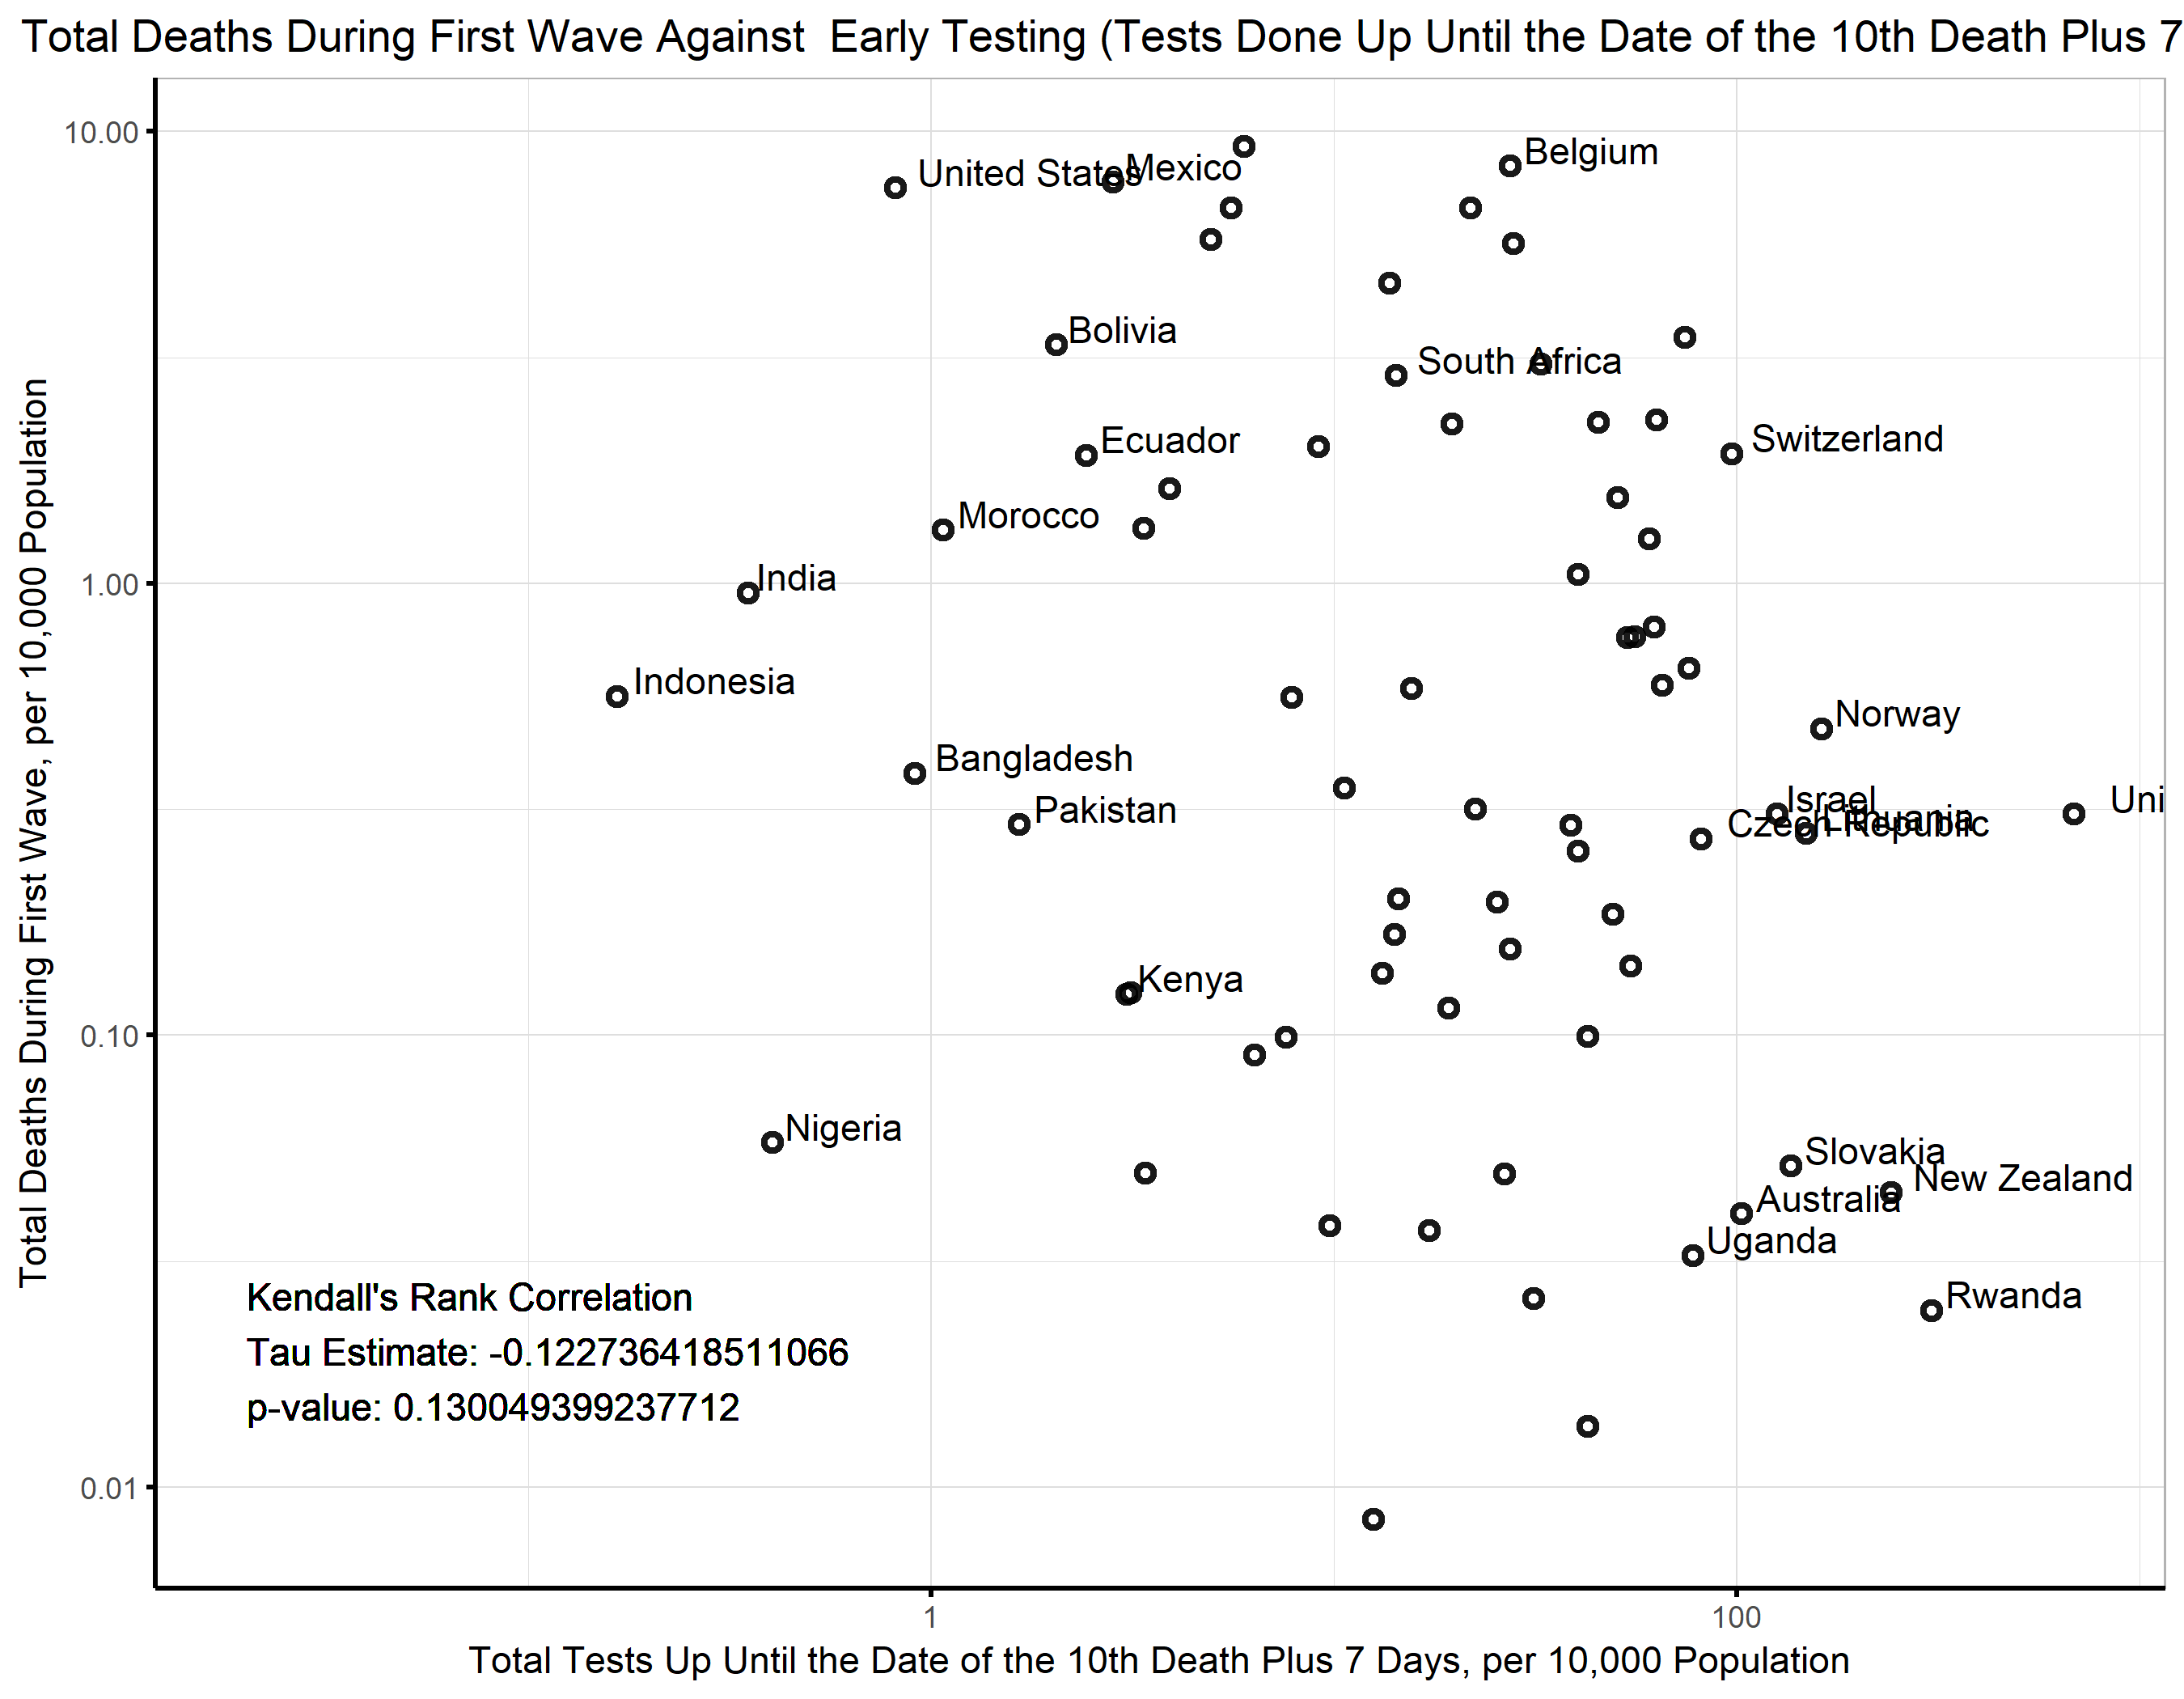 Total Deaths During First Wave Against  Early Testing (Tests Done Up Until the Date of the 10th Death Plus 7
Total Deaths During First Wave, per 10,000 Population
10.00
1.00
0.10
0.01
United States
Mexico
Belgium
Bolivia
South Africa
Ecuador
Switzerland
Morocco
India
Indonesia
Norway
Bangladesh
Pakistan
Israel
Uni
Lithuania
Czech Republic
Kenya
Nigeria
Slovakia
New Zealand
Australia
Uganda
Rwanda
Kendall's Rank Correlation
Tau Estimate: -0.122736418511066
p-value: 0.130049399237712
1
100
Total Tests Up Until the Date of the 10th Death Plus 7 Days, per 10,000 Population